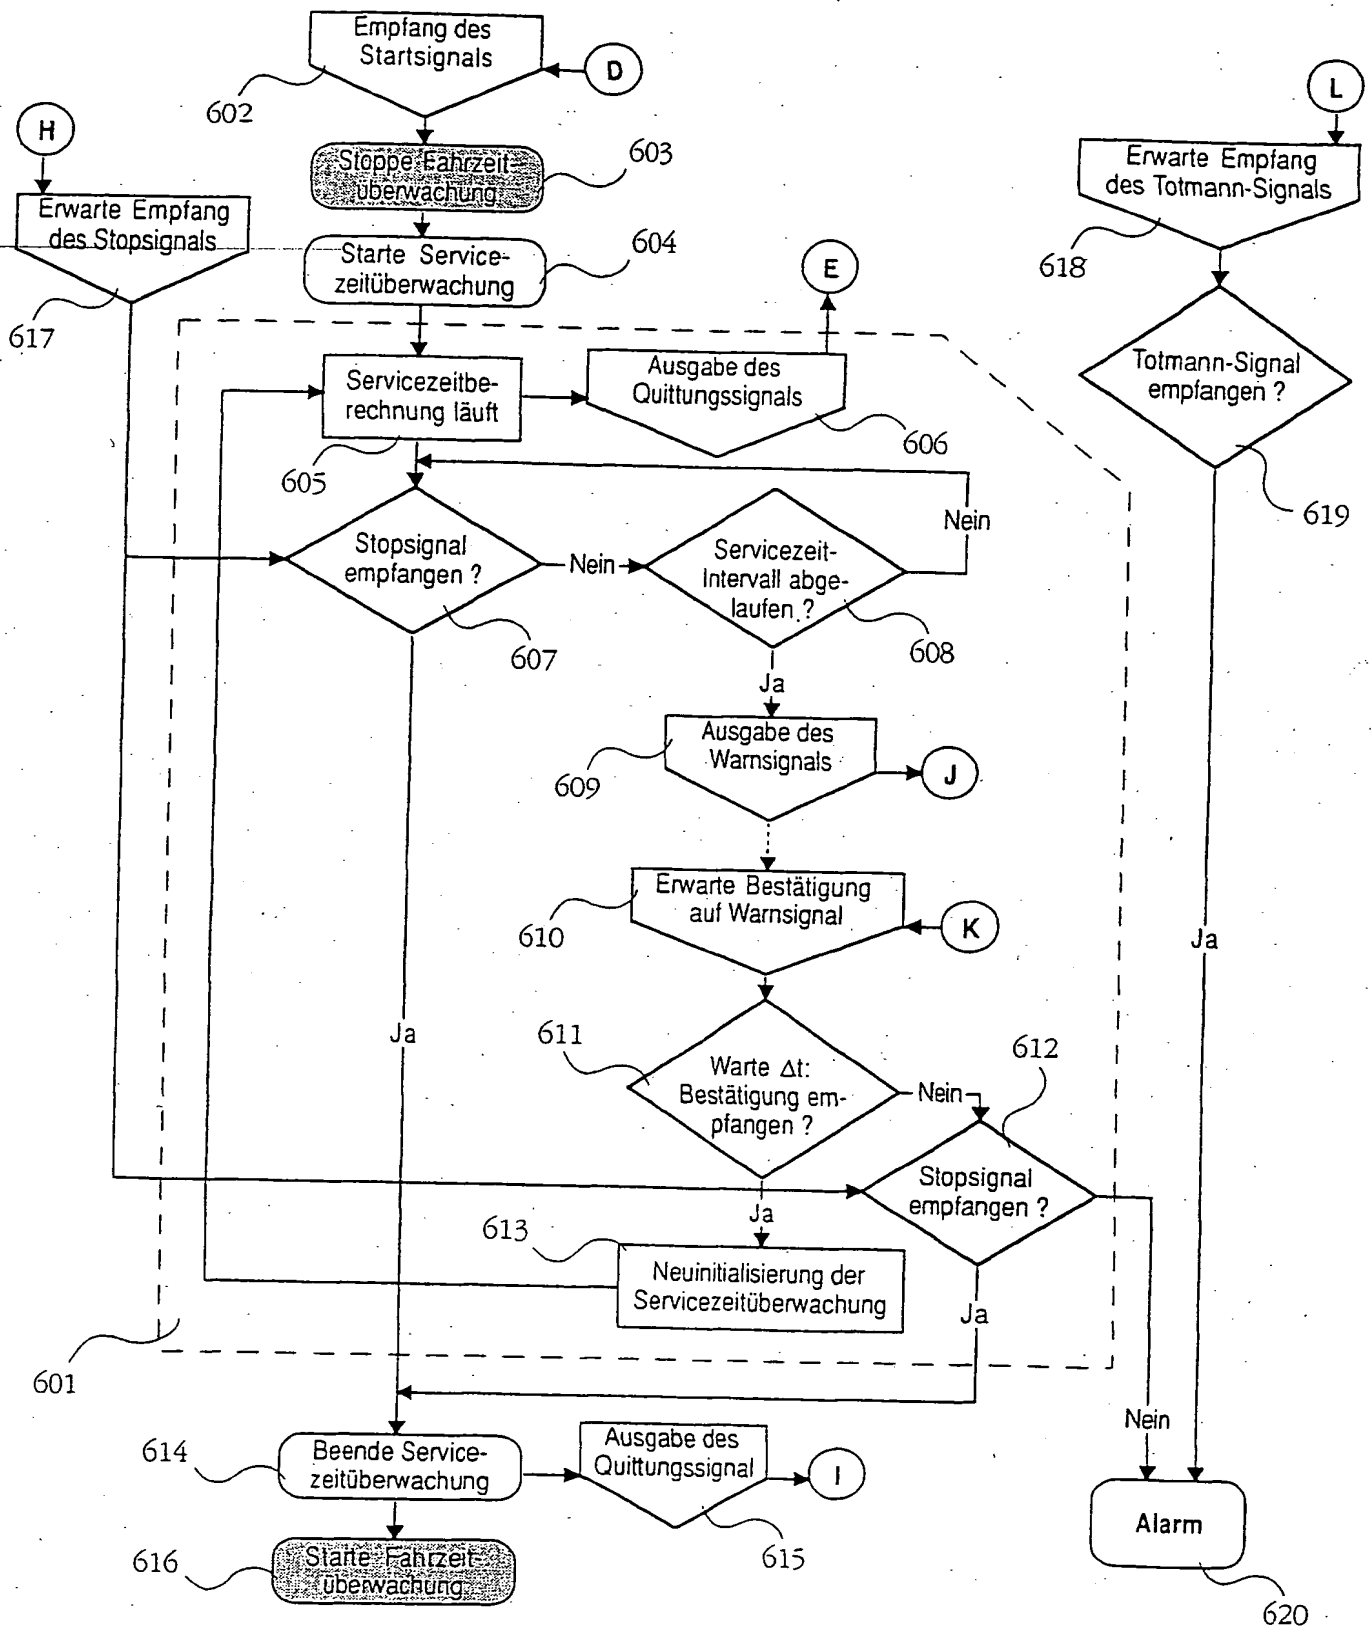 Empfang des
Startsignals
D
602
L
H
Stoppe Fahrzeit-
überwachung
603
Erwarte Empfang
des Totmann-Signals
618
Erwarte Empfang
des Stopsignals
617
Starte Service-
zeitüberwachung
604
E
Servicezeitbe-
rechnung läuft
605
Ausgabe des
Quittungssignals
606
Totmann-Signal
empfangen ?
619
Stopsignal
empfangen ?
607
Nein
Servicezeit-
Intervall abge-
laufen ?
608
Nein
Ja
Ausgabe des
Warnsignals
609
J
Erwarte Bestätigung
auf Warnsignal
610
K
Ja
Ja
611
Warte Δt:
Bestätigung em-
pfangen ?
Nein
612
Stopsignal
empfangen ?
Ja
613
Neuinitialisierung der
Servicezeitüberwachung
Ja
601
Nein
614
Beende Service-
zeitüberwachung
Ausgabe des
Quittungssignal
615
I
616
Starte Fahrzeit-
überwachung
Alarm
620